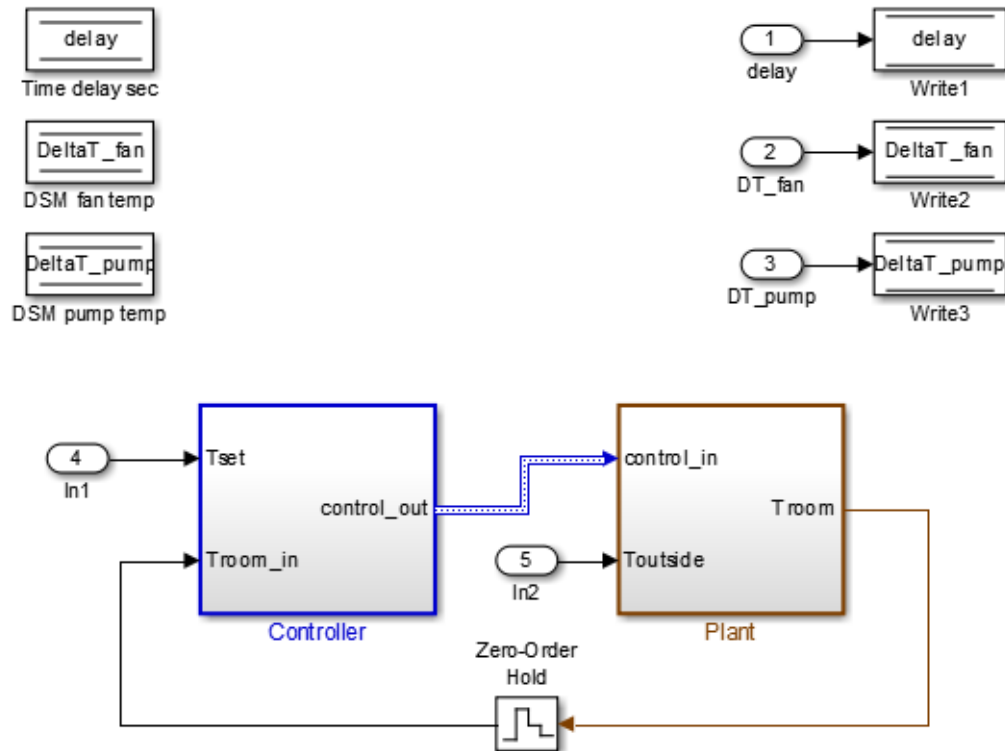 delay
Time delay sec
1
delay
delay
Write1
DeltaT_fan
DSM fan temp
2
DT_fan
DeltaT_fan
Write2
DeltaT_pump
DSM pump temp
3
DT_pump
DeltaT_pump
Write3
4
In1
Tset
Troom_in
control_out
Controller
control_in
Toutside
Troom
Plant
5
In2
Zero-Order
Hold